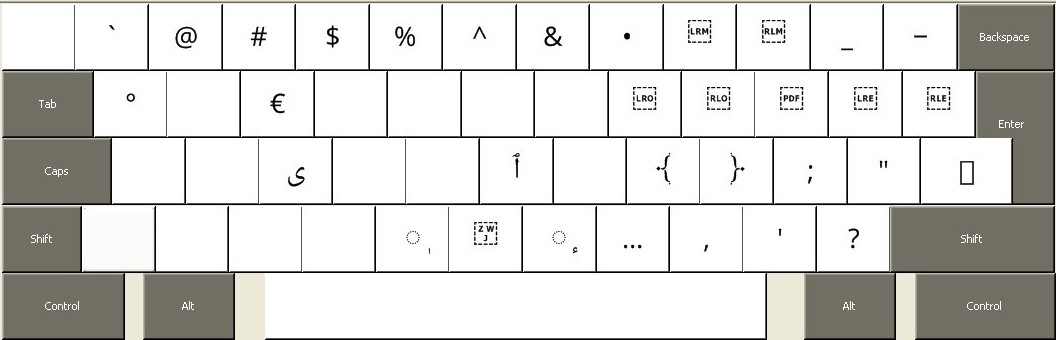 ` @ # $ % ^ & • LRM RLM _ − Backspace
Tab ° € LRO RLO PDF LRE RLE Enter
Caps ى ٱ ﴿ ﴾ ; "
Shift ◌ٖ ZWJ ◌ٕ … , ' ? Shift
Control Alt Alt Control